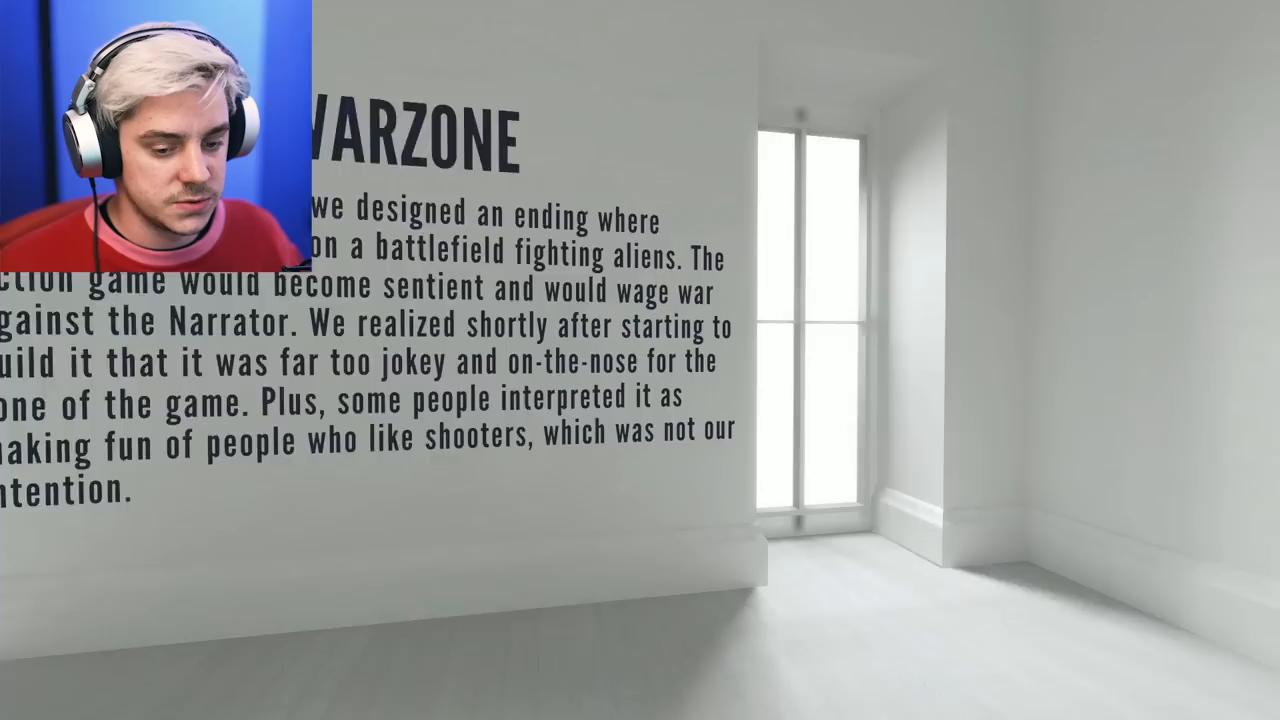 WARZONE
we designed an ending where
on a battlefield fighting aliens. The
ction game would become sentient and would wage war
gainst the Narrator. We realized shortly after starting to
uild it that it was far too jokey and on-the-nose for the
one of the game. Plus, some people interpreted it as
aking fun of people who like shooters, which was not our
ntention.